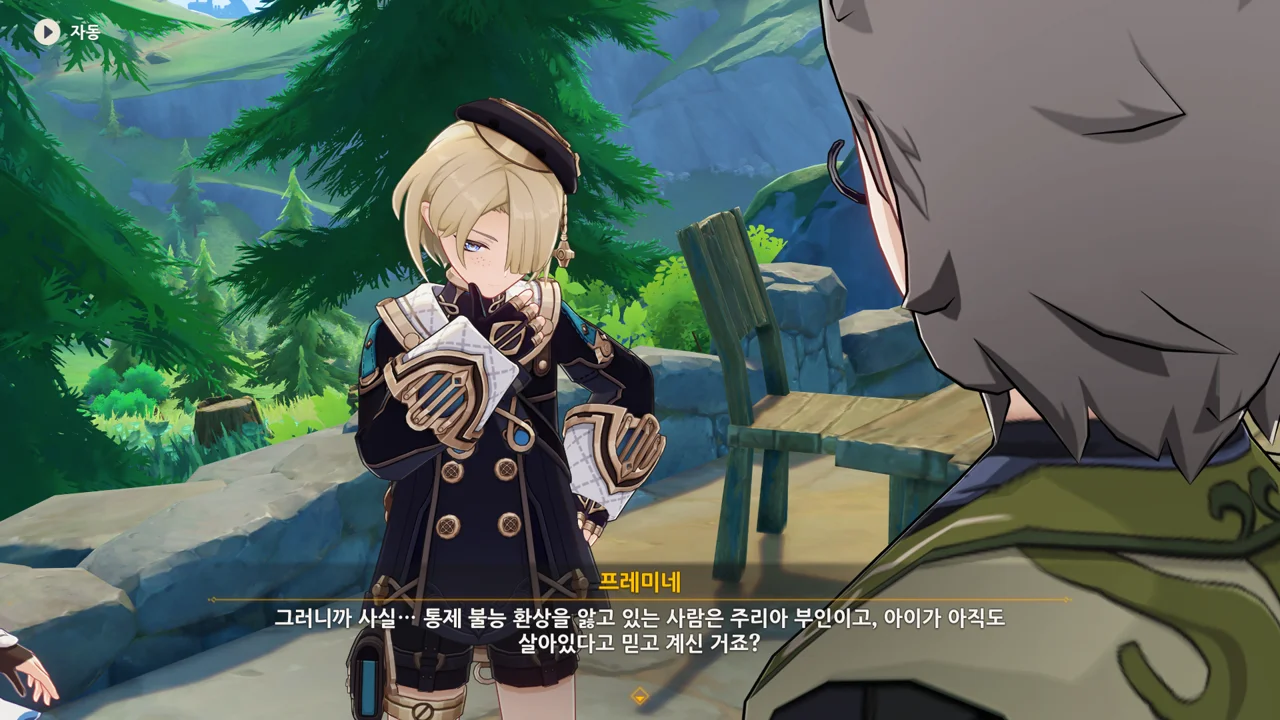 자동
프레미네
그러니까 사실… 통제 불능 환상을 앓고 있는 사람은 주리아 부인이고, 아이가 아직도
살아있다고 믿고 계신 거죠?